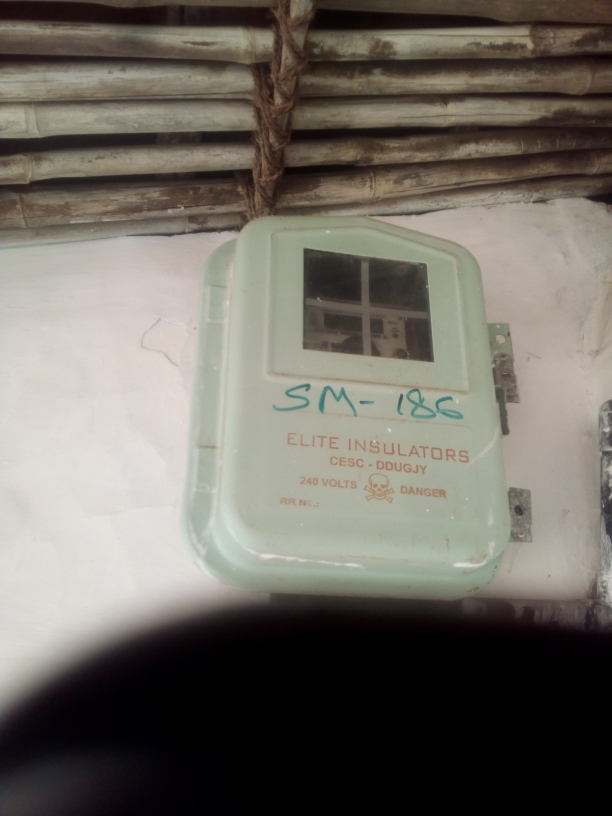 SM-186
ELITE INSULATORS
CESC - DDUGJY
240 VOLTS DANGER
RR No.: